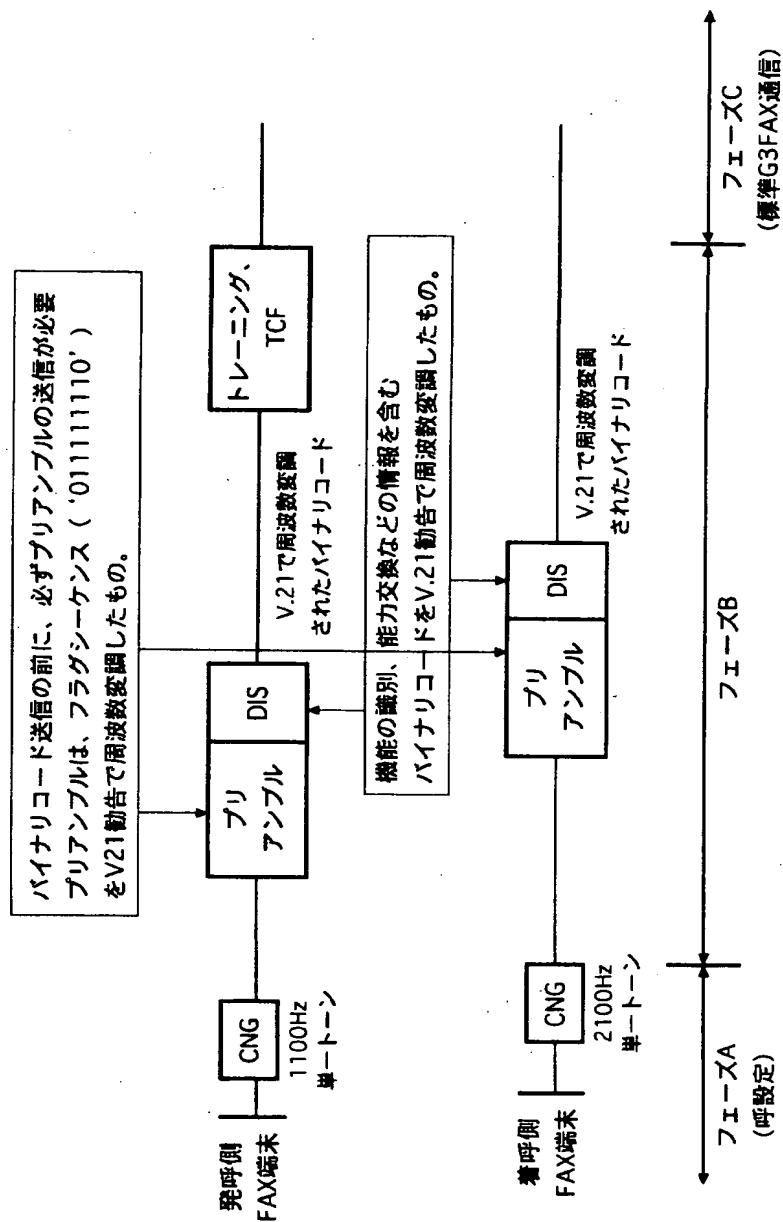 バイナリコード送信の前に、必ずプリアンブルの送信が必要
プリアンブルは、フラグシーケンス（'011111110'）
をV21勧告で周波数変調したもの。
発呼側
FAX端末
CNG
1100Hz
単一トーン
プリ
アンブル
DIS
V.21で周波数変調
されたバイナリコード
トレーニング、
TCF
機能の識別、能力交換などの情報を含む
バイナリコードをV.21勧告で周波数変調したもの。
着呼側
FAX端末
CNG
2100Hz
単一トーン
プリ
アンブル
DIS
V.21で周波数変調
されたバイナリコード
フェーズA
(呼設定)
フェーズB
フェーズC
(標準G3FAX通信)